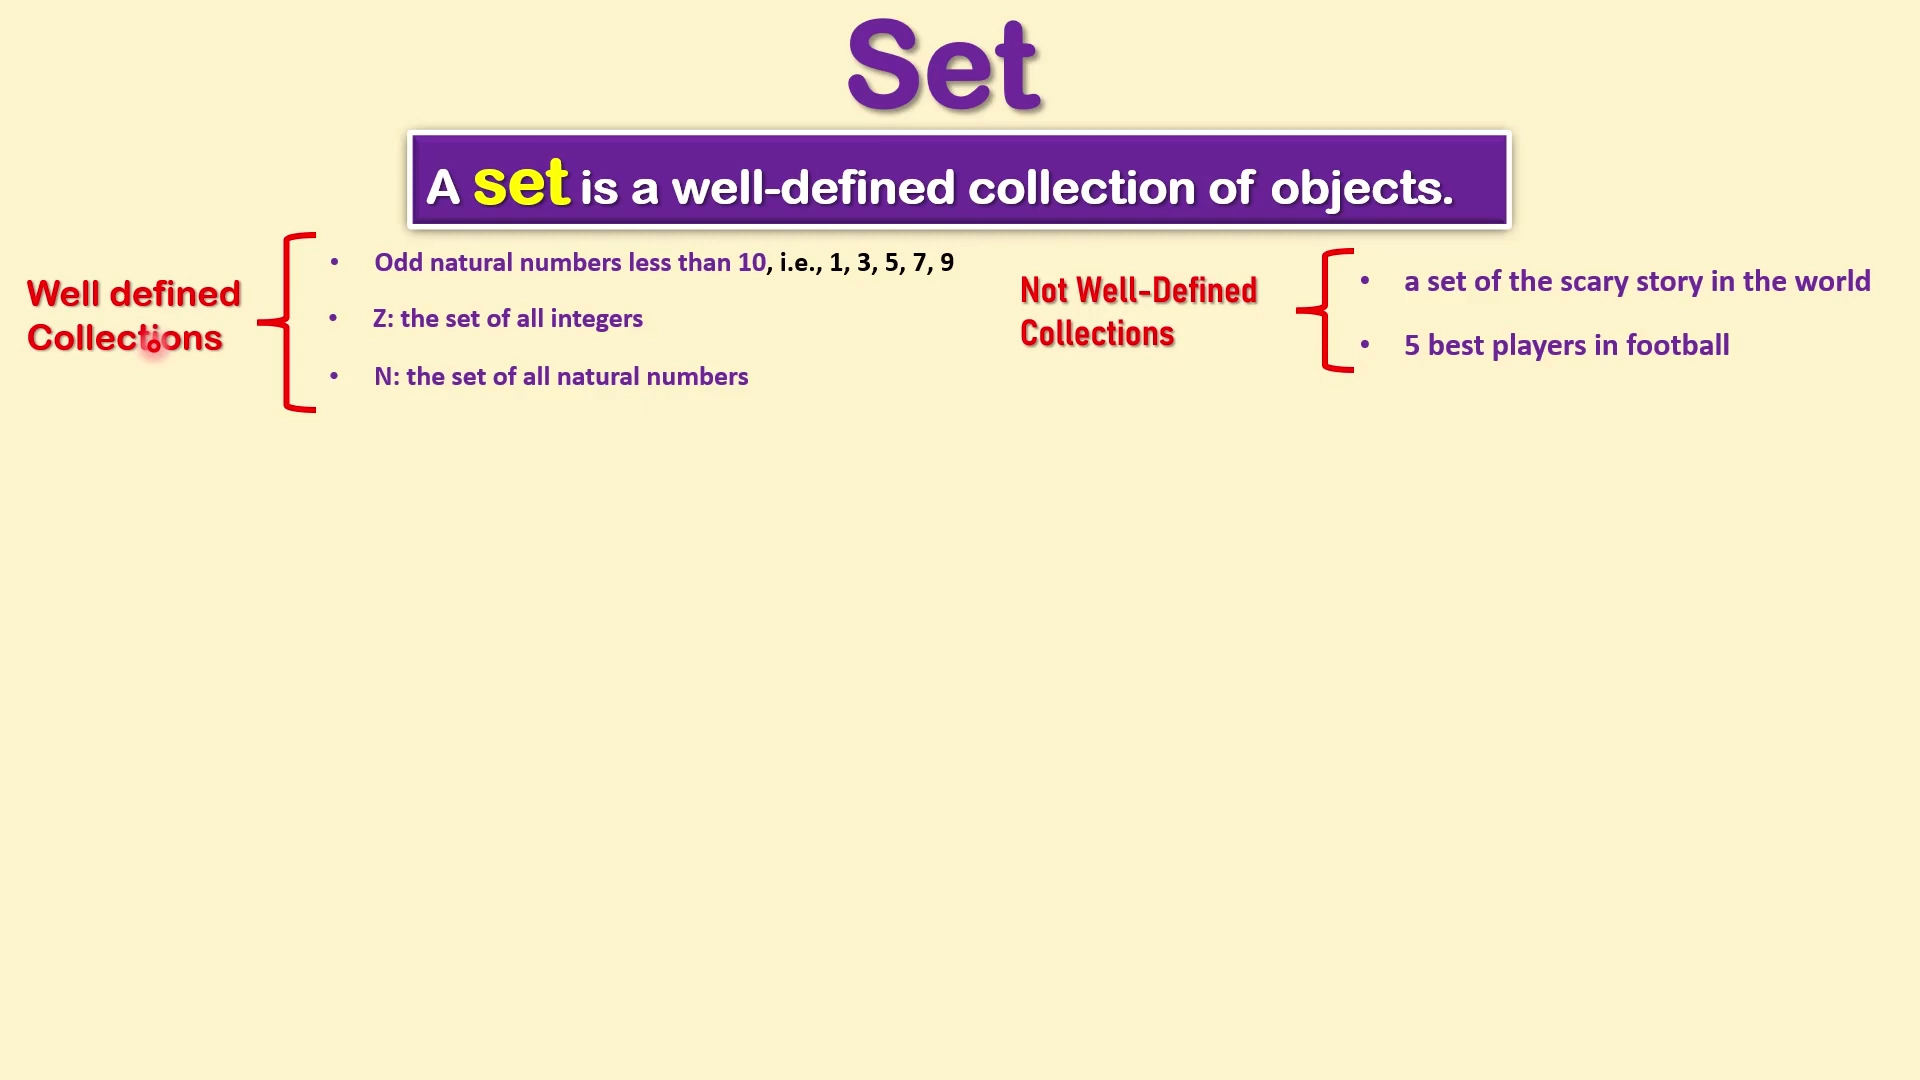 Set
A set is a well-defined collection of objects.
Well defined
Collections
• Odd natural numbers less than 10, i.e., 1, 3, 5, 7, 9
• Z: the set of all integers
• N: the set of all natural numbers
Not Well-Defined
Collections
• a set of the scary story in the world
• 5 best players in football